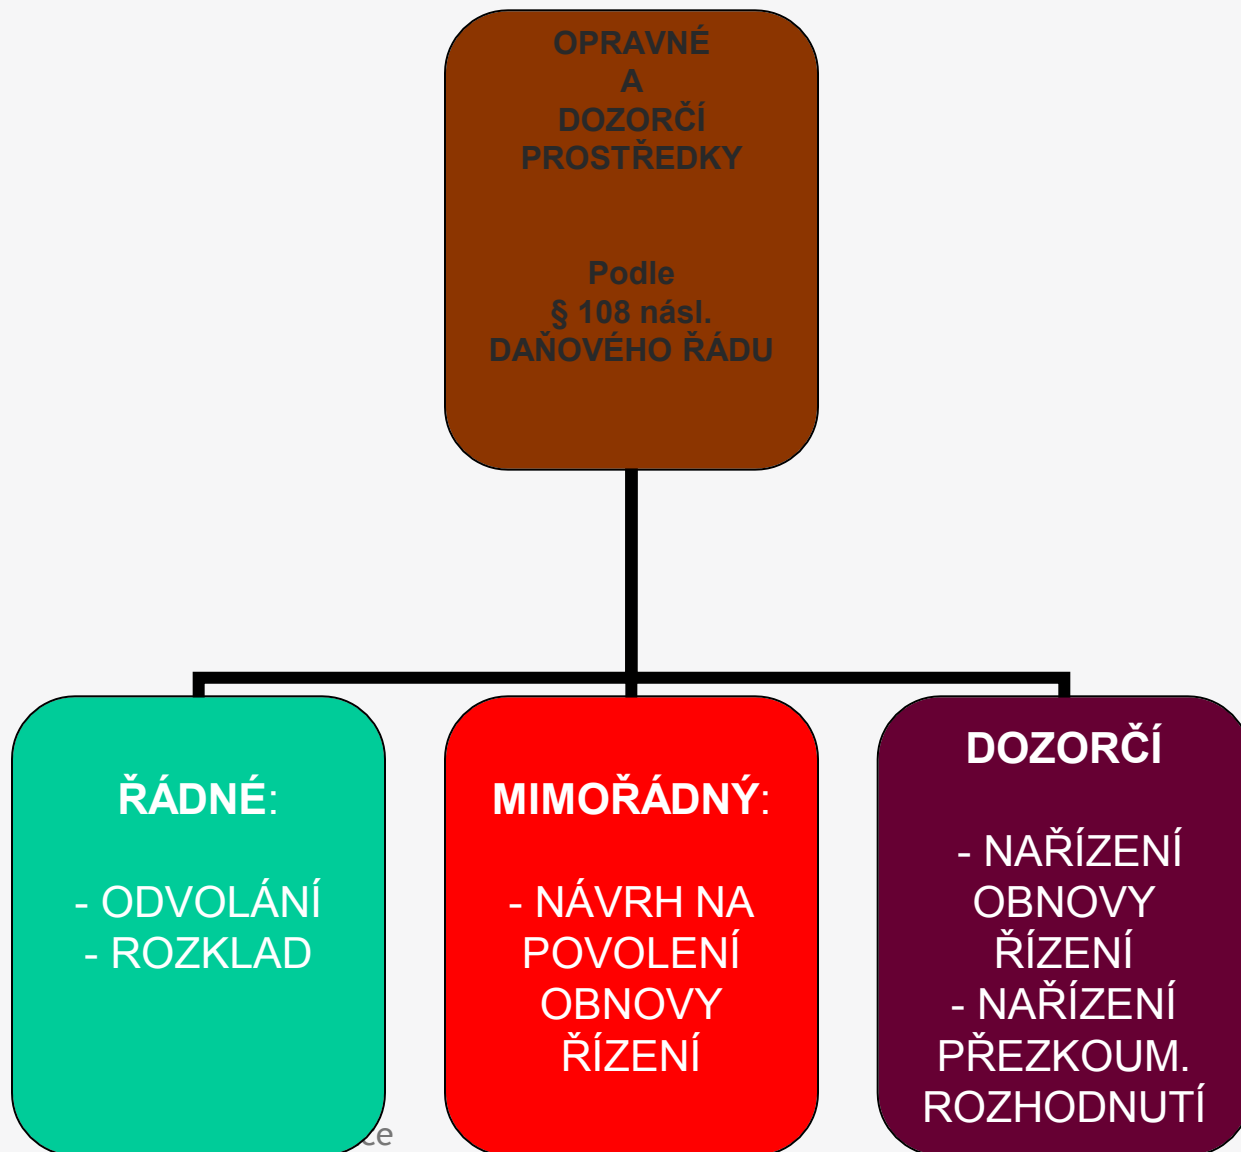 OPRAVNÉ
A
DOZORČÍ
PROSTŘEDKY
Podle
§ 108 násl.
DAŇOVÉHO ŘÁDU
ŘÁDNÉ:
- ODVOLÁNÍ
- ROZKLAD
MIMOŘÁDNÝ:
- NÁVRH NA
POVOLENÍ
OBNOVY
ŘÍZENÍ
DOZORČÍ
- NAŘÍZENÍ
OBNOVY
ŘÍZENÍ
- NAŘÍZENÍ
PŘEZKOUM.
ROZHODNUTÍ